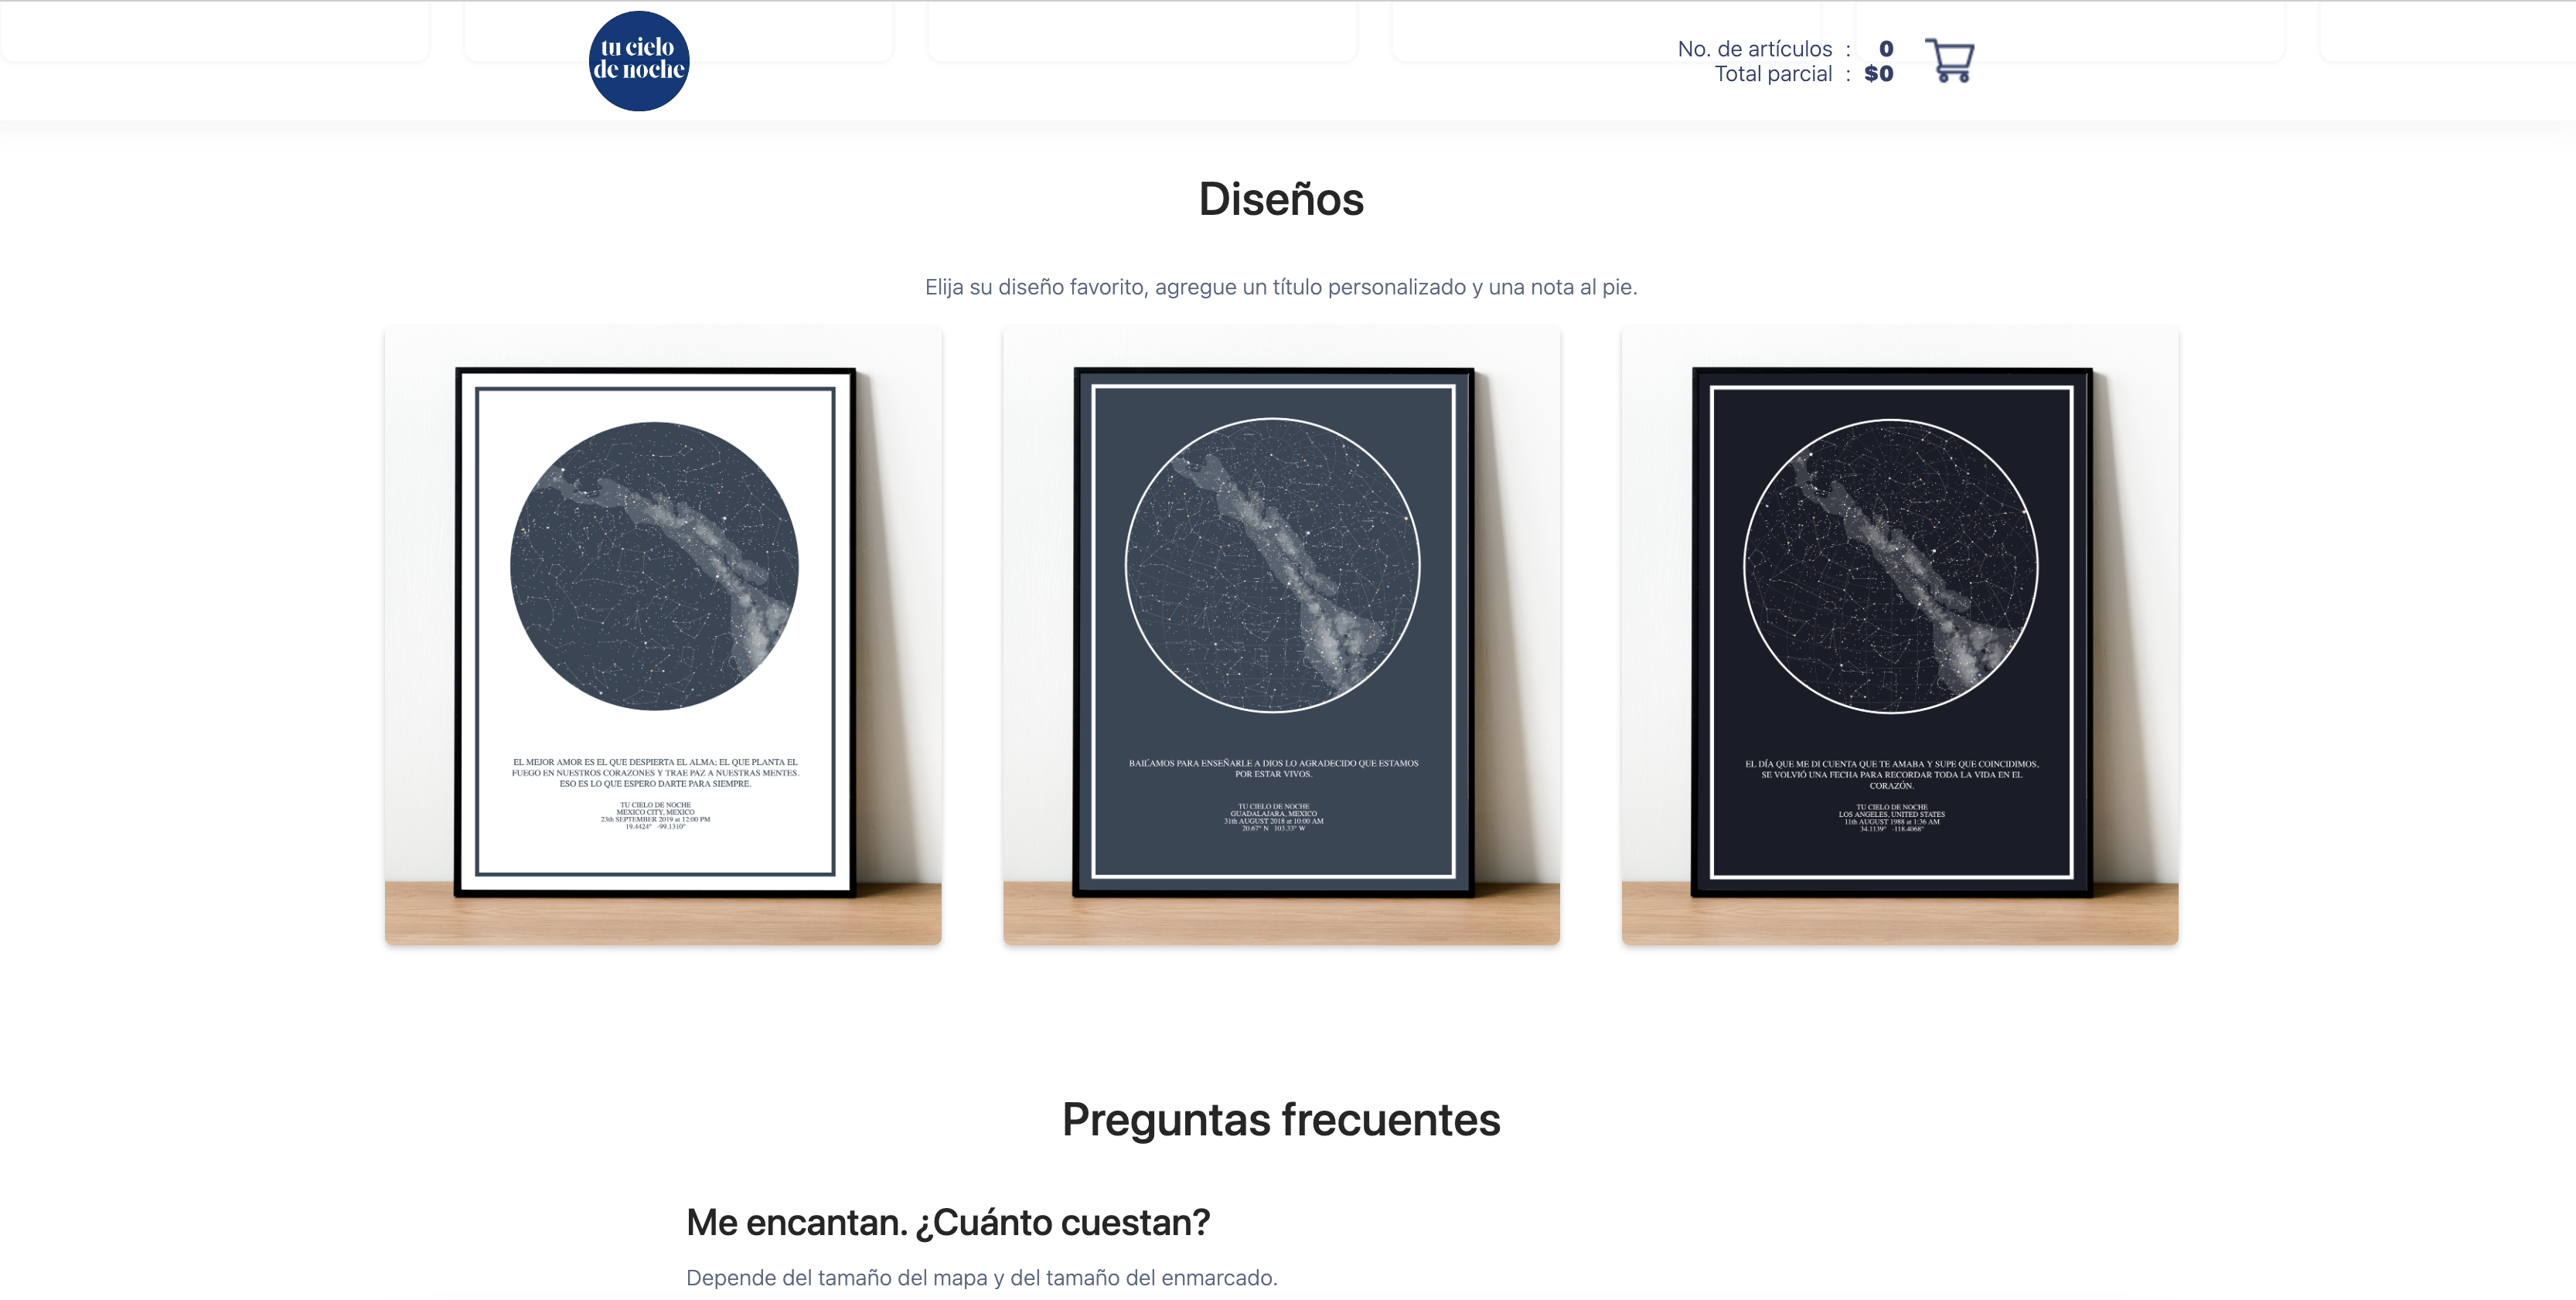 tu cielo
de noche
No. de artículos : 0
Total parcial : $0
Diseños
Elija su diseño favorito, agregue un título personalizado y una nota al pie.
EL MEJOR AMOR ES EL QUE DESPIERTA EL ALMA; EL QUE PLANTA EL
FUEGO EN NUESTROS CORAZONES Y TRAE PAZ A NUESTRAS MENTES.
ESO ES LO QUE ESPERO DARTE PARA SIEMPRE.
TU CIELO DE NOCHE
MEXICO CITY, MEXICO
23th SEPTEMBER 2019 at 12:00 PM
19.4424° -99.1310°
BAILAMOS PARA ENSEÑARLE A DIOS LO AGRADECIDO QUE ESTAMOS
POR ESTAR VIVOS.
TU CIELO DE NOCHE
GUADALAJARA, MEXICO
31th AUGUST 2018 at 10:00 AM
20.67° N 103.33° W
EL DÍA QUE ME DI CUENTA QUE TE AMABA Y SUPE QUE COINCIDIMOS,
SE VOLVIÓ UNA FECHA PARA RECORDAR TODA LA VIDA EN EL
CORAZÓN.
TU CIELO DE NOCHE
LOS ANGELES, UNITED STATES
11th AUGUST 1988 at 1:36 AM
34.1139° -118.4068°
Preguntas frecuentes
Me encantan. ¿Cuánto cuestan?
Depende del tamaño del mapa y del tamaño del enmarcado.